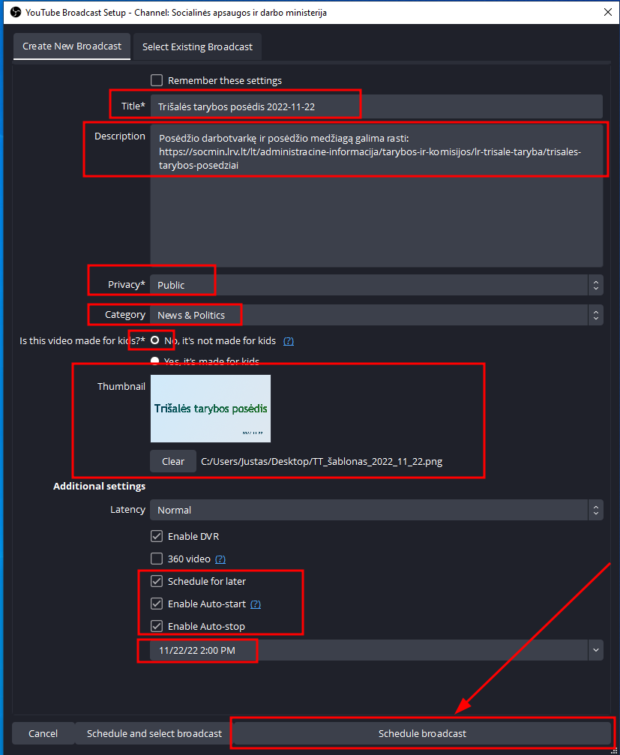 YouTube Broadcast Setup - Channel: Socialinės apsaugos ir darbo ministerija
Create New Broadcast
Select Existing Broadcast
Remember these settings
Title* Trišalės tarybos posėdis 2022-11-22
Description Posėdžio darbotvarkę ir posėdžio medžiagą galima rasti:
https://socmin.lrv.lt/lt/administracine-informacija/tarybos-ir-komisijos/lr-trisale-taryba/trisales-
tarybos-posedziai
Privacy* Public
Category News & Politics
Is this video made for kids?* No, it's not made for kids (?)
Yes, it's made for kids
Thumbnail
Trišalės tarybos posėdis
Clear C:/Users/Justas/Desktop/TT_šablonas_2022_11_22.png
Additional settings
Latency Normal
Enable DVR
360 video (?)
Schedule for later
Enable Auto-start (?)
Enable Auto-stop
11/22/22 2:00 PM
Cancel
Schedule and select broadcast
Schedule broadcast